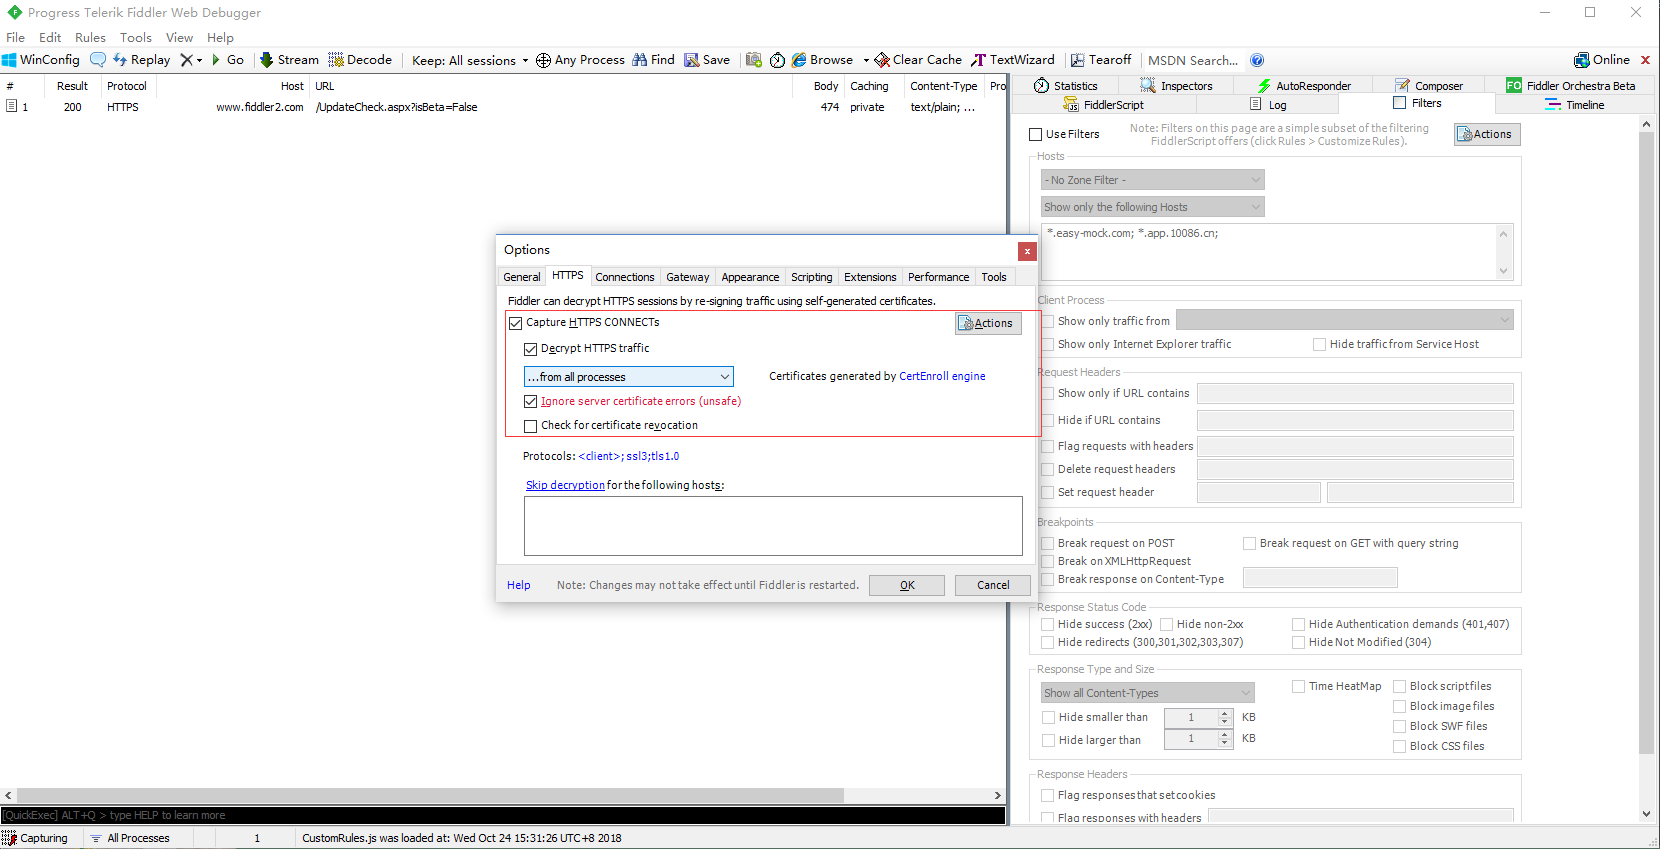 Progress Telerik Fiddler Web Debugger
File Edit Rules Tools View Help
WinConfig Replay Go Stream Decode Keep: All sessions Any Process Find Save Browse Clear Cache TextWizard Tearoff MSDN Search... Online
# Result Protocol Host URL Body Caching Content-Type Pro
1 200 HTTPS www.fiddler2.com /UpdateCheck.aspx?isBeta=False 474 private text/plain; ...
Statistics Inspectors AutoResponder Composer FO Fiddler Orchestra Beta
FiddlerScript Log Filters Timeline
Use Filters
Note: Filters on this page are a simple subset of the filtering
FiddlerScript offers (click Rules > Customize Rules).
Actions
Hosts
- No Zone Filter -
Show only the following Hosts
*.easy-mock.com; *.app.10086.cn;
Client Process
Show only traffic from
Show only Internet Explorer traffic Hide traffic from Service Host
Request Headers
Show only if URL contains
Hide if URL contains
Flag requests with headers
Delete request headers
Set request header
Breakpoints
Break request on POST Break request on GET with query string
Break on XMLHttpRequest
Break response on Content-Type
Response Status Code
Hide success (2xx) Hide non-2xx Hide Authentication demands (401,407)
Hide redirects (300,301,302,303,307) Hide Not Modified (304)
Response Type and Size
Show all Content-Types Time HeatMap Block script files
Block image files
Hide smaller than 1 KB
Block SWF files
Hide larger than 1 KB
Block CSS files
Response Headers
Flag responses that set cookies
Flag responses with headers
Options
General HTTPS Connections Gateway Appearance Scripting Extensions Performance Tools
Fiddler can decrypt HTTPS sessions by re-signing traffic using self-generated certificates.
Capture HTTPS CONNECTs Actions
Decrypt HTTPS traffic
...from all processes Certificates generated by CertEnroll engine
Ignore server certificate errors (unsafe)
Check for certificate revocation
Protocols: <client>; ssl3;tls1.0
Skip decryption for the following hosts:
Help Note: Changes may not take effect until Fiddler is restarted. OK Cancel
[QuickExec] ALT+Q > type HELP to learn more
Capturing All Processes 1 CustomRules.js was loaded at: Wed Oct 24 15:31:26 UTC+8 2018